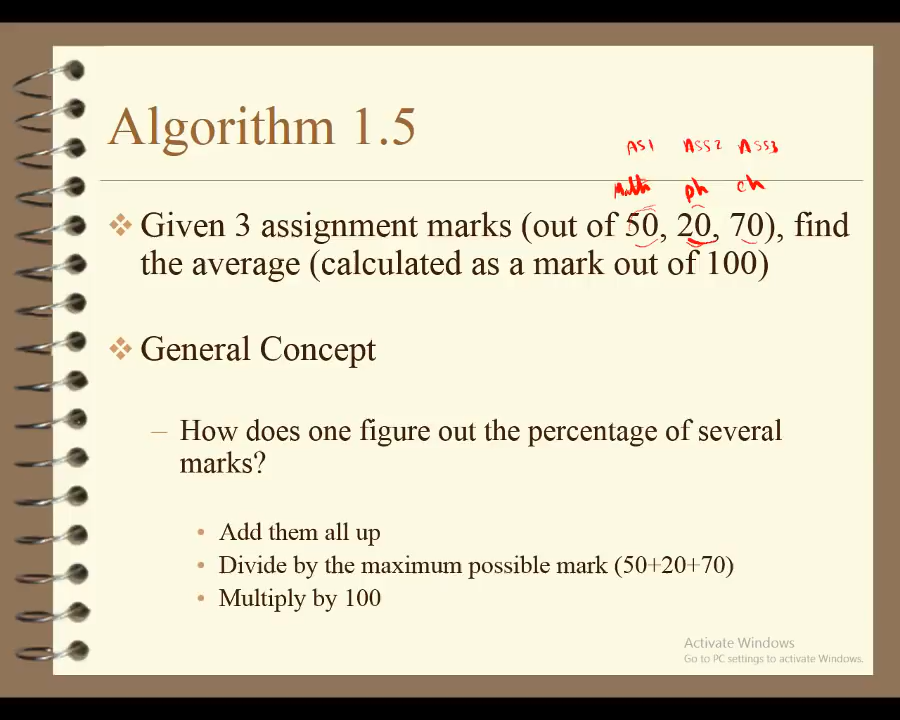 Algorithm 1.5
AS1 ASS2 ASS3
Math ph ch
Given 3 assignment marks (out of 50, 20, 70), find
the average (calculated as a mark out of 100)
General Concept
– How does one figure out the percentage of several
marks?
• Add them all up
• Divide by the maximum possible mark (50+20+70)
• Multiply by 100
Activate Windows
Go to PC settings to activate Windows.